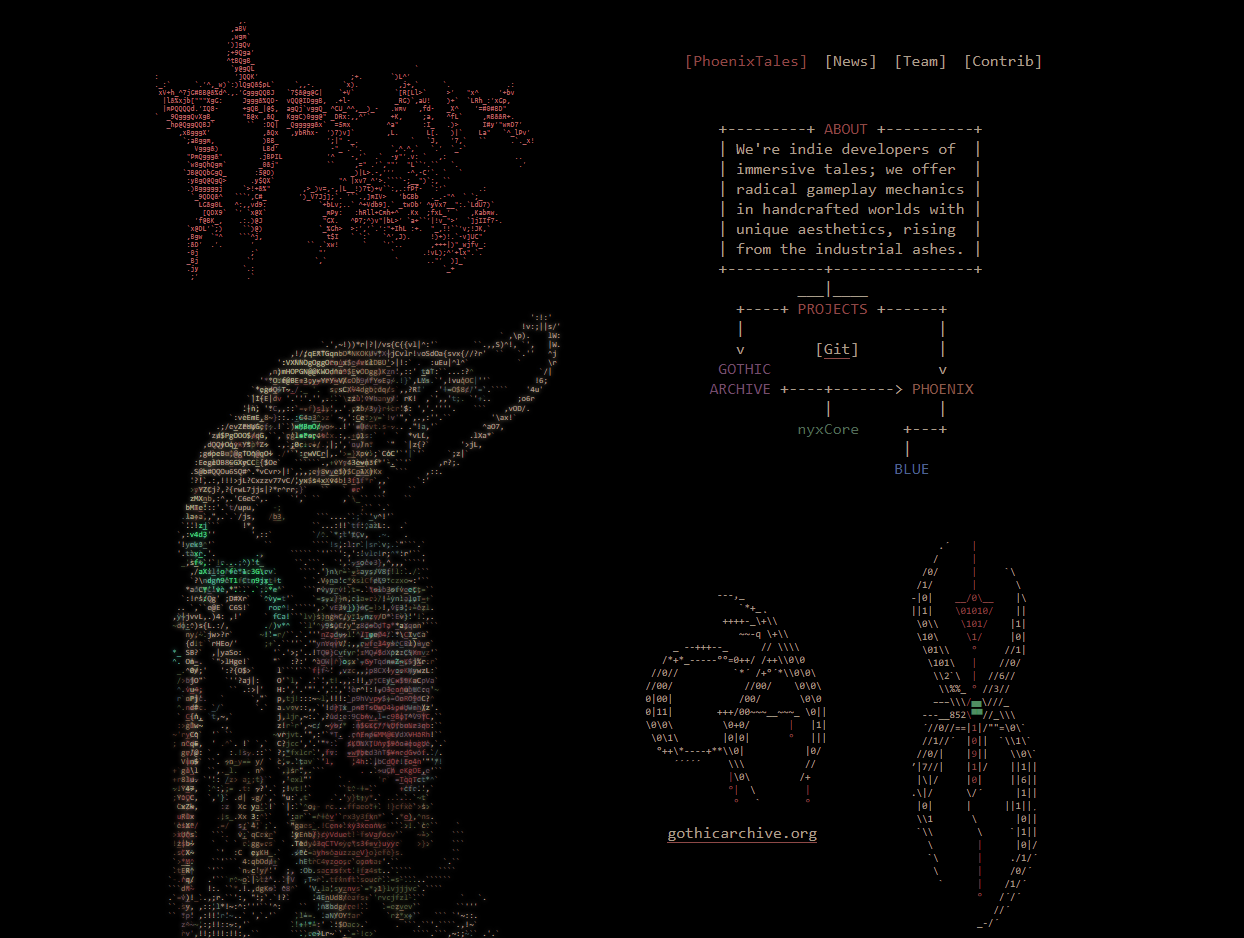 [PhoenixTales] [News] [Team] [Contrib]
ABOUT
We're indie developers of
immersive tales; we offer
radical gameplay mechanics
in handcrafted worlds with
unique aesthetics, rising
from the industrial ashes.
PROJECTS
[Git]
GOTHIC
ARCHIVE
PHOENIX
nyxCore
BLUE
gothicarchive.org